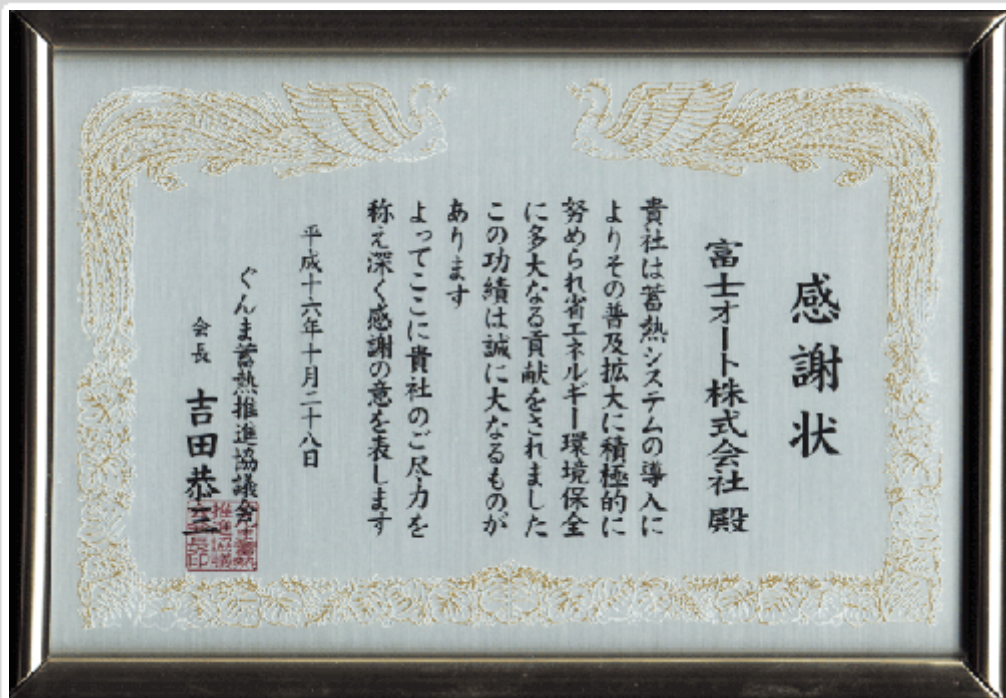 感謝状
富士オート株式会社 殿
貴社は蓄熱システムの導入に
よりその普及拡大に積極的に
努められ省エネルギー環境保全
に多大なる貢献をされました
この功績は誠に大なるものが
あります
よってここに貴社のご尽力を
称え深く感謝の意を表します
平成十六年十月二十八日
ぐんま蓄熱推進協議会
会長 吉田恭三